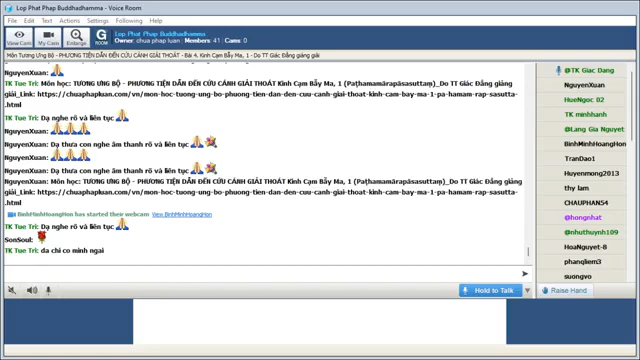 Lop Phat Phap Buddhadhamma - Voice Room
File Edit Text Actions Settings Following Help
View Cam
My Cam
Enlarge
G
ROOM
Lop Phat Phap Buddhadhamma
Owner: chua phap luan | Members: 41 | Cams: 0
Môn Tương Ưng Bộ - PHƯƠNG TIỆN DẪN ĐẾN CỨU CÁNH GIẢI THOÁT - Bài 4. Kinh Cạm Bẫy Ma, 1 - Do TT Giác Đẳng giảng giải
NguyenXuan:
TK Tue Tri: Môn học: TƯƠNG ƯNG BỘ - PHƯƠNG TIỆN DẪN ĐẾN CỨU CÁNH GIẢI THOÁT Kinh Cạm Bẫy Ma, 1 (Paṭhamamārapāsasuttaṃ)_Do TT Giác Đẳng giảng
giải_Link: https://chuaphapluan.com/vn/mon-hoc-tuong-ung-bo-phuong-tien-dan-den-cuu-canh-giai-thoat-kinh-cam-bay-ma-1-pa-hamam-rap-sasutta-
.html
TK Tue Tri: Dạ nghe rõ và liên tục
NguyenXuan:
NguyenXuan: Dạ thưa con nghe âm thanh rõ và liên tục
NguyenXuan:
NguyenXuan: Dạ thưa con nghe âm thanh rõ và liên tục
NguyenXuan: Môn học: TƯƠNG ƯNG BỘ - PHƯƠNG TIỆN DẪN ĐẾN CỨU CÁNH GIẢI THOÁT Kinh Cạm Bẫy Ma, 1 (Paṭhamamārapāsasuttaṃ)_Do TT Giác Đẳng giảng
giải_Link: https://chuaphapluan.com/vn/mon-hoc-tuong-ung-bo-phuong-tien-dan-den-cuu-canh-giai-thoat-kinh-cam-bay-ma-1-pa-hamam-rap-sasutta-
.html
BinhMinhHoangHon has started their webcam View BinhMinhHoangHon
TK Tue Tri: Dạ nghe rõ và liên tục
SonSoul:
TK Tue Tri: da chi co minh ngai
Hold to Talk
@TK Giac Dang
NguyenXuan
HueNgoc 02
TK minhhanh
@Lang Gia Nguyet
BinhMinhHoangHon
TranDao1
Huyenmong2013
thy lam
CHAUPHAN54
@hongnhat
@nhuthuynh109
HoaNguyet-8
phanqliem3
suongvo
Raise Hand